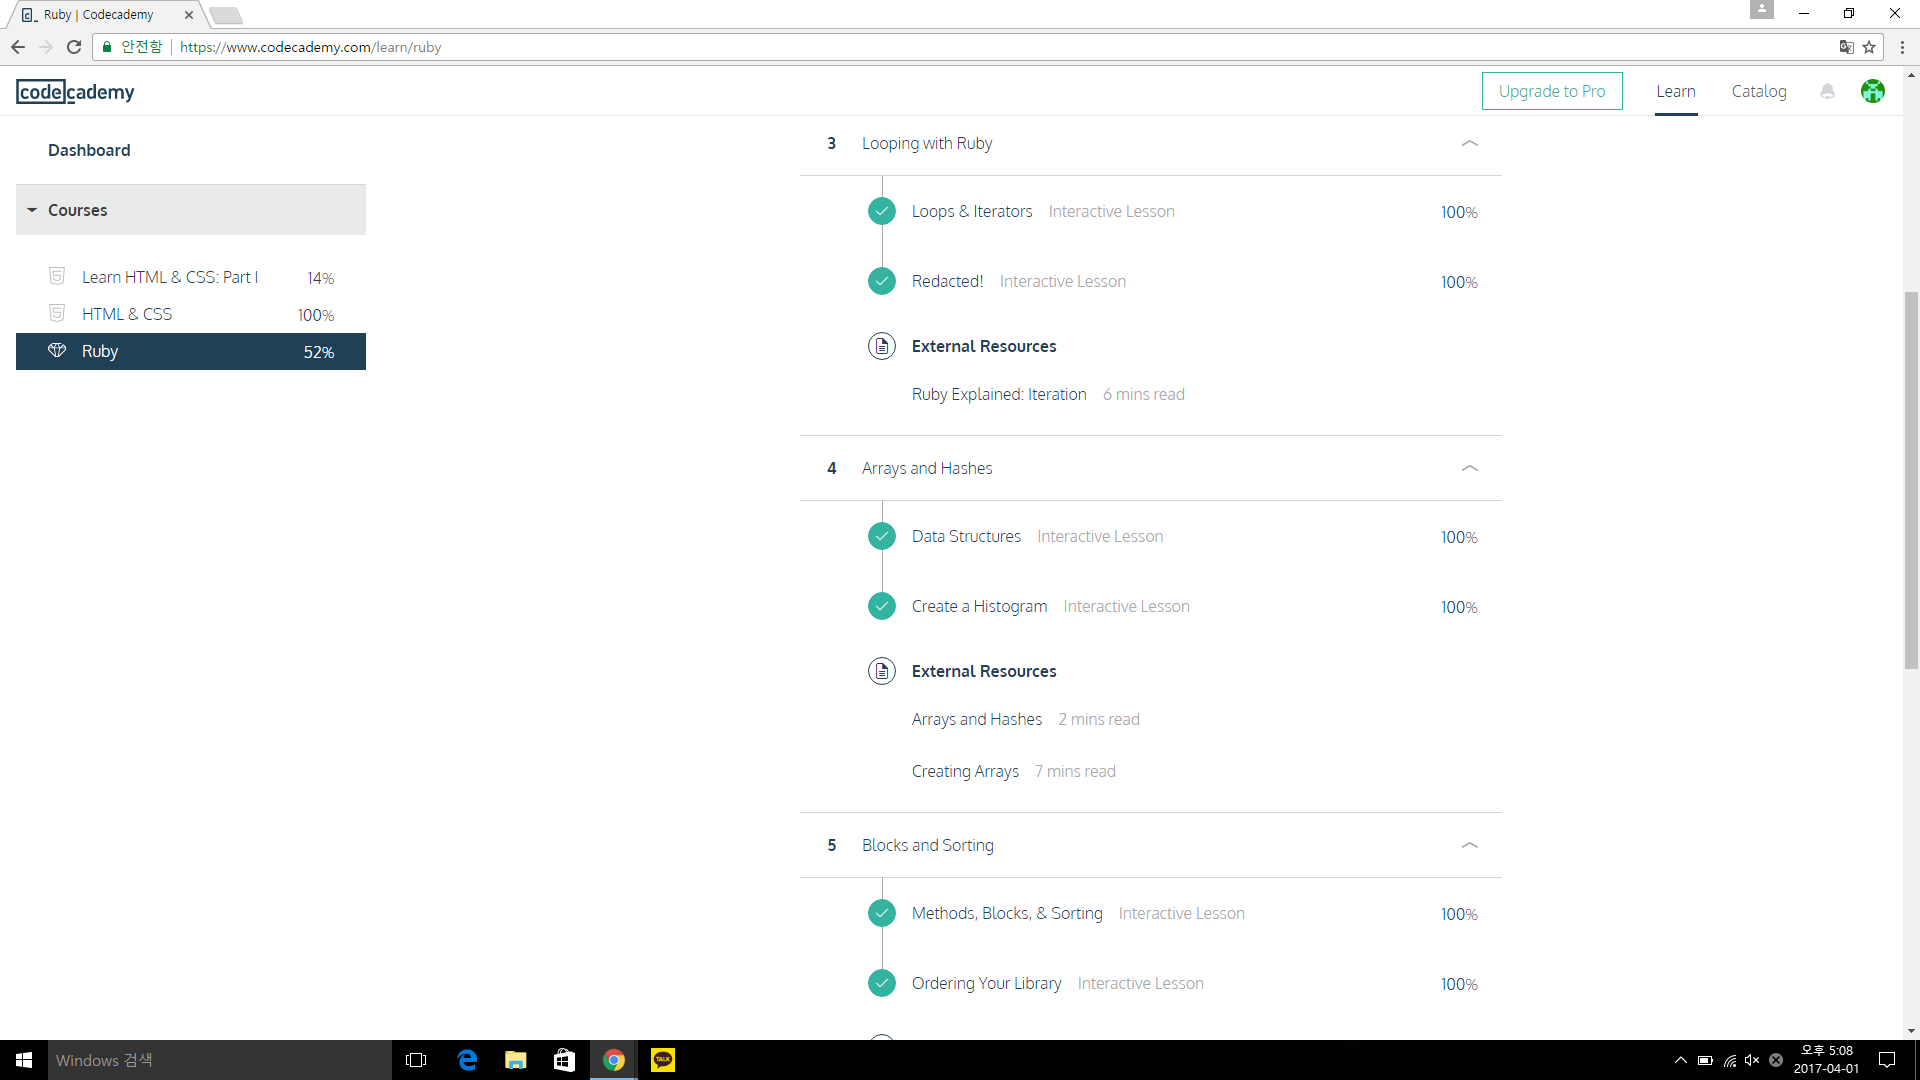 Ruby | Codecademy
안전함 https://www.codecademy.com/learn/ruby
codecademy
Upgrade to Pro Learn Catalog
Dashboard
Courses
Learn HTML & CSS: Part I 14%
HTML & CSS 100%
Ruby 52%
3 Looping with Ruby
Loops & Iterators Interactive Lesson 100%
Redacted! Interactive Lesson 100%
External Resources
Ruby Explained: Iteration 6 mins read
4 Arrays and Hashes
Data Structures Interactive Lesson 100%
Create a Histogram Interactive Lesson 100%
External Resources
Arrays and Hashes 2 mins read
Creating Arrays 7 mins read
5 Blocks and Sorting
Methods, Blocks, & Sorting Interactive Lesson 100%
Ordering Your Library Interactive Lesson 100%
Windows 검색
TALK
오후 5:08
2017-04-01